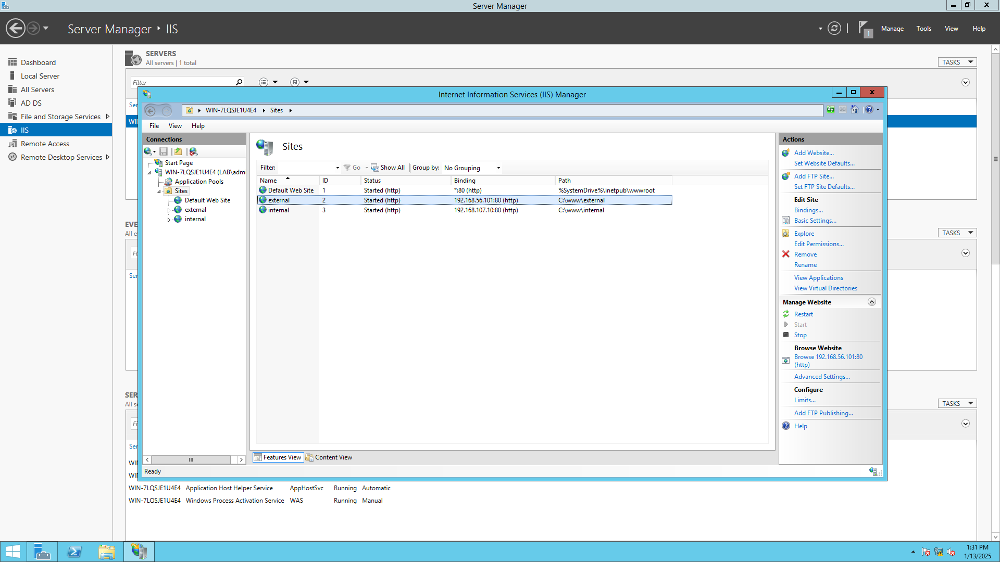 Server Manager
Server Manager ‣ IIS
1
Manage Tools View Help
Dashboard
Local Server
All Servers
AD DS
File and Storage Services
IIS
Remote Access
Remote Desktop Services
SERVERS
All servers | 1 total
TASKS
Filter
Internet Information Services (IIS) Manager
WIN-7LQSJE1U4E4 Sites
File View Help
Connections
Start Page
WIN-7LQSJE1U4E4 (LAB\adm
Application Pools
Sites
Default Web Site
external
internal
Sites
Filter: Go Show All Group by: No Grouping
Name ID Status Binding Path
Default Web Site 1 Started (http) *:80 (http) %SystemDrive%\inetpub\wwwroot
external 2 Started (http) 192.168.56.101:80 (http) C:\www\external
internal 3 Started (http) 192.168.107.10:80 (http) C:\www\internal
Features View Content View
Ready
Actions
Add Website...
Set Website Defaults...
Add FTP Site...
Set FTP Site Defaults...
Edit Site
Bindings...
Basic Settings...
Explore
Edit Permissions...
Remove
Rename
View Applications
View Virtual Directories
Manage Website
Restart
Start
Stop
Browse Website
Browse 192.168.56.101:80
(http)
Advanced Settings...
Configure
Limits...
Add FTP Publishing...
Help
Ser
WIN
EVE
All e
TASKS
Ser
SER
All s
TASKS
Ser
WIN-7LQSJE1U4E4 Application Host Helper Service AppHostSvc Running Automatic
WIN-7LQSJE1U4E4 Windows Process Activation Service WAS Running Manual
1:31 PM
1/13/2025